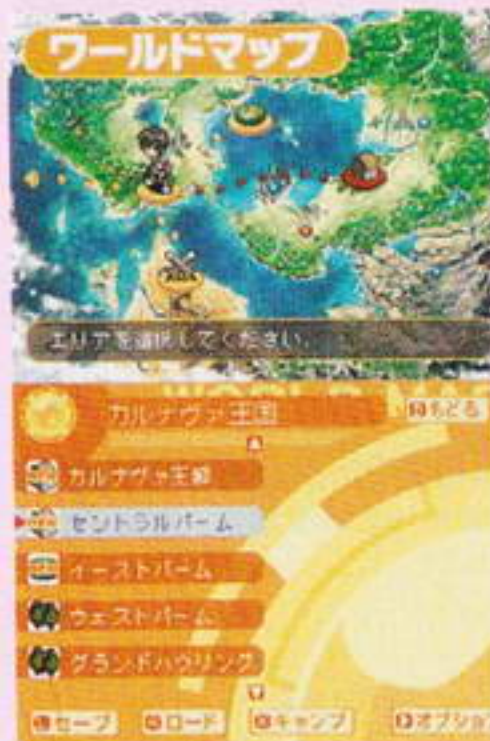 ワールドマップ
エリアを選択してください.
カルナヴァ王国
もどる
カルナヴァ王都
セントラルパーム
イーストパーム
ウェストパーム
グランドハウリング
セーブ
ロード
キャンプ
オプション